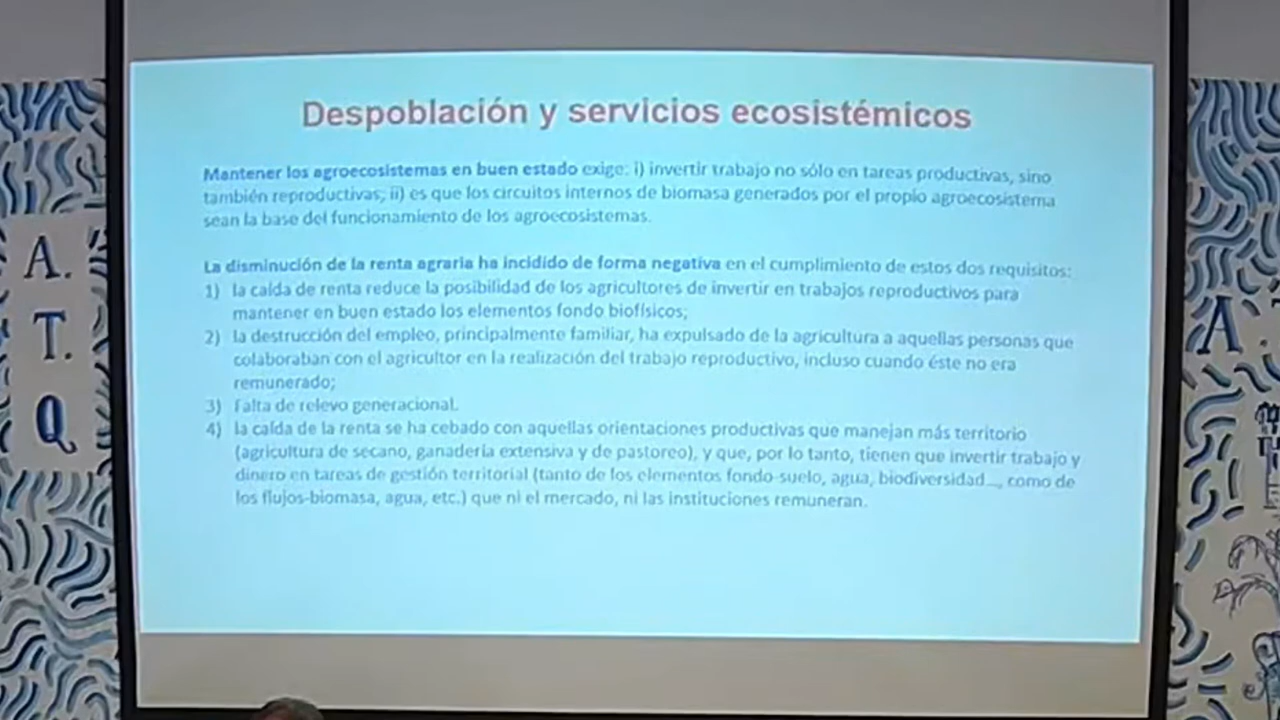 Despoblación y servicios ecosistémicos
Mantener los agroecosistemas en buen estado exige: i) invertir trabajo no sólo en tareas productivas, sino
también reproductivas; ii) es que los circuitos internos de biomasa generados por el propio agroecosistema
sean la base del funcionamiento de los agroecosistemas.
La disminución de la renta agraria ha incidido de forma negativa en el cumplimiento de estos dos requisitos:
1) la caída de renta reduce la posibilidad de los agricultores de invertir en trabajos reproductivos para
mantener en buen estado los elementos fondo biofísicos;
2) la destrucción del empleo, principalmente familiar, ha expulsado de la agricultura a aquellas personas que
colaboraban con el agricultor en la realización del trabajo reproductivo, incluso cuando éste no era
remunerado;
3) Falta de relevo generacional.
4) la caída de la renta se ha cebado con aquellas orientaciones productivas que manejan más territorio
(agricultura de secano, ganadería extensiva y de pastoreo), y que, por lo tanto, tienen que invertir trabajo y
dinero en tareas de gestión territorial (tanto de los elementos fondo-suelo, agua, biodiversidad..., como de
los flujos-biomasa, agua, etc.) que ni el mercado, ni las instituciones remuneran.
A.
T.
Q
A.